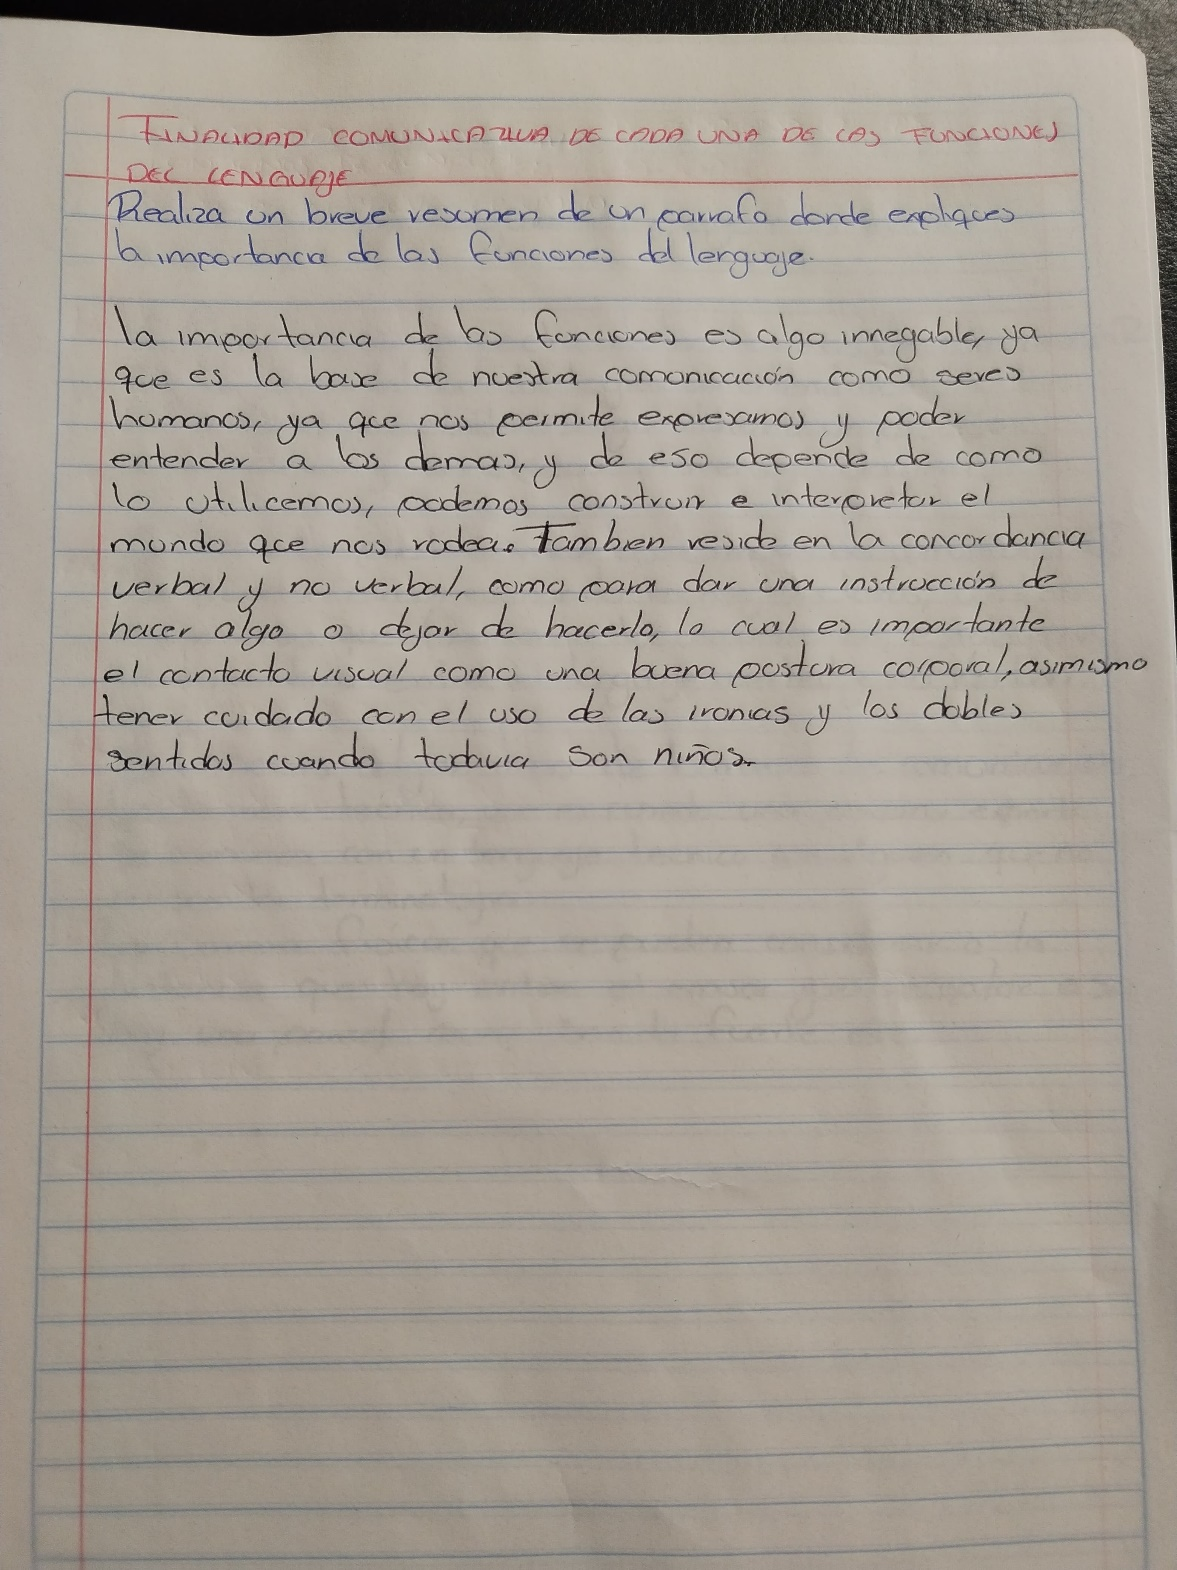 FINALIDAD COMUNICATIVA DE CADA UNA DE LAS FUNCIONES
DEL LENGUAJE
Realiza un breve resumen de un parrafo donde expliques
la importancia de las funciones del lenguaje.
la importancia de las funciones es algo innegable, ya
que es la base de nuestra comunicación como seres
humanos, ya que nos permite expresarnos y poder
entender a los demas, y de eso depende de como
lo utilicemos, podemos construir e interpretar el
mundo que nos rodea. Tambien reside en la concordancia
verbal y no verbal, como para dar una instrucción de
hacer algo o dejar de hacerlo, lo cual es importante
el contacto visual como una buena postura corporal, asimismo
tener cuidado con el uso de las ironias y los dobles
sentidos cuando todavia son niños.